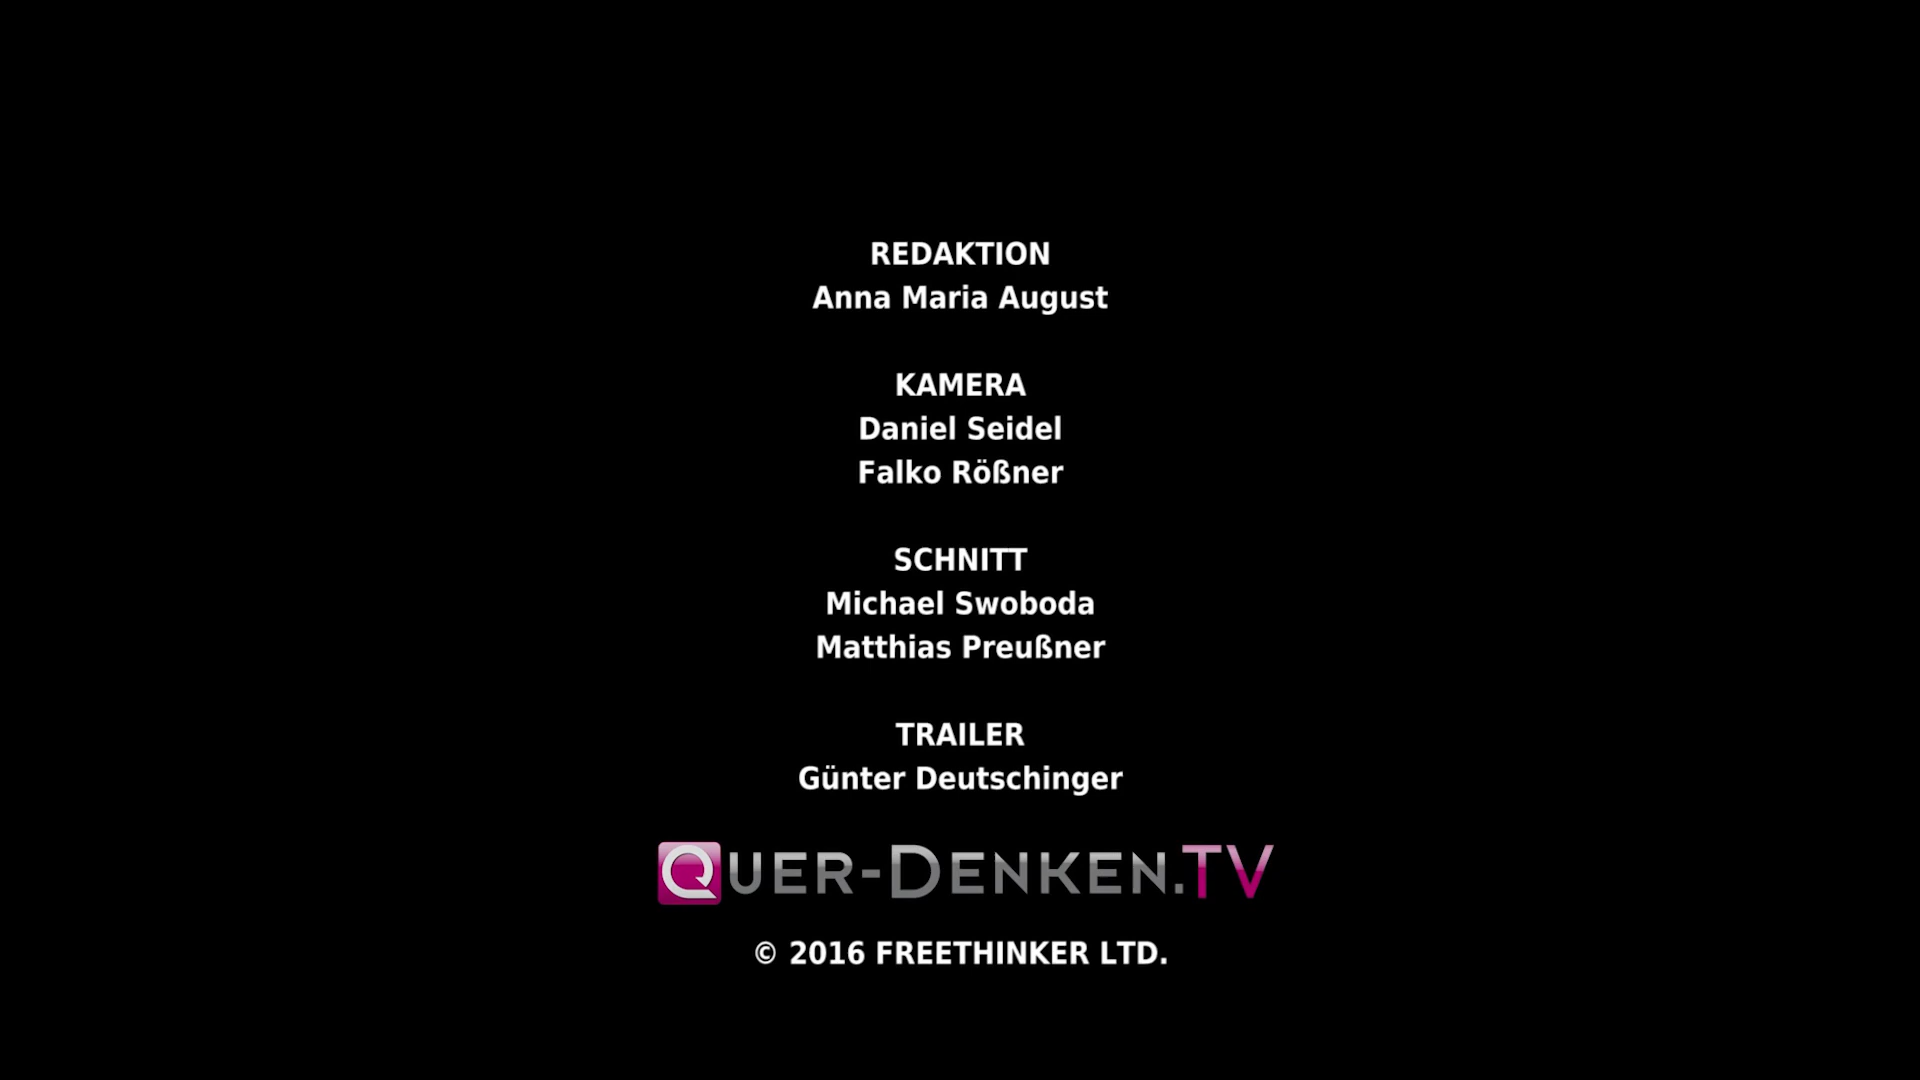 REDAKTION
Anna Maria August
KAMERA
Daniel Seidel
Falko Rößner
SCHNITT
Michael Swoboda
Matthias Preußner
TRAILER
Günter Deutschinger
QUER-DENKEN.TV
© 2016 FREETHINKER LTD.